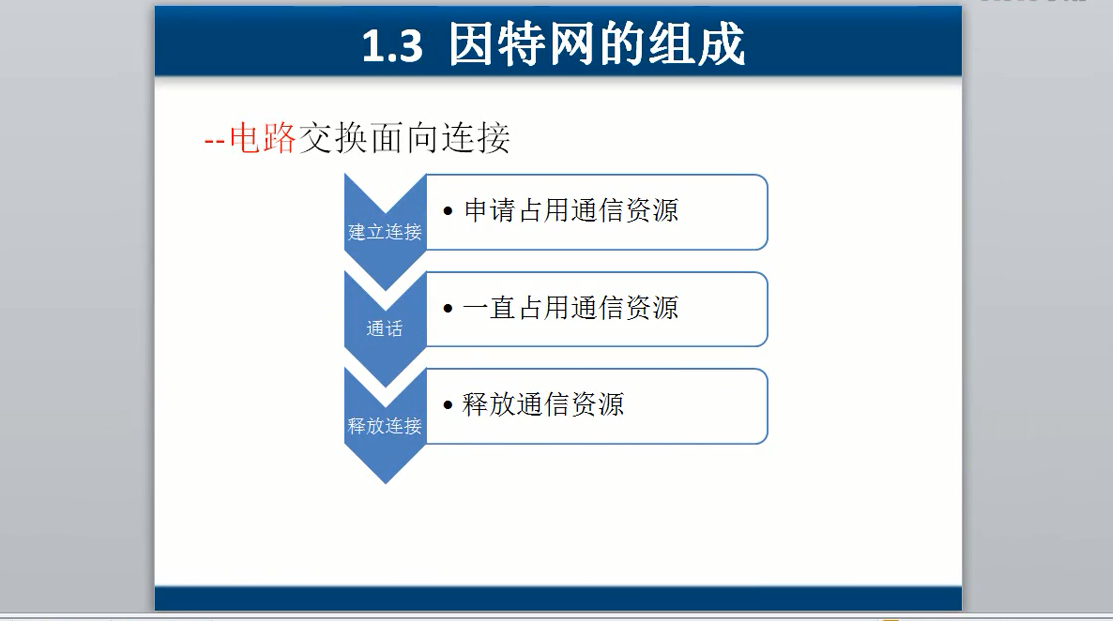 1.3 因特网的组成
--电路交换面向连接
建立连接
• 申请占用通信资源
通话
• 一直占用通信资源
释放连接
• 释放通信资源